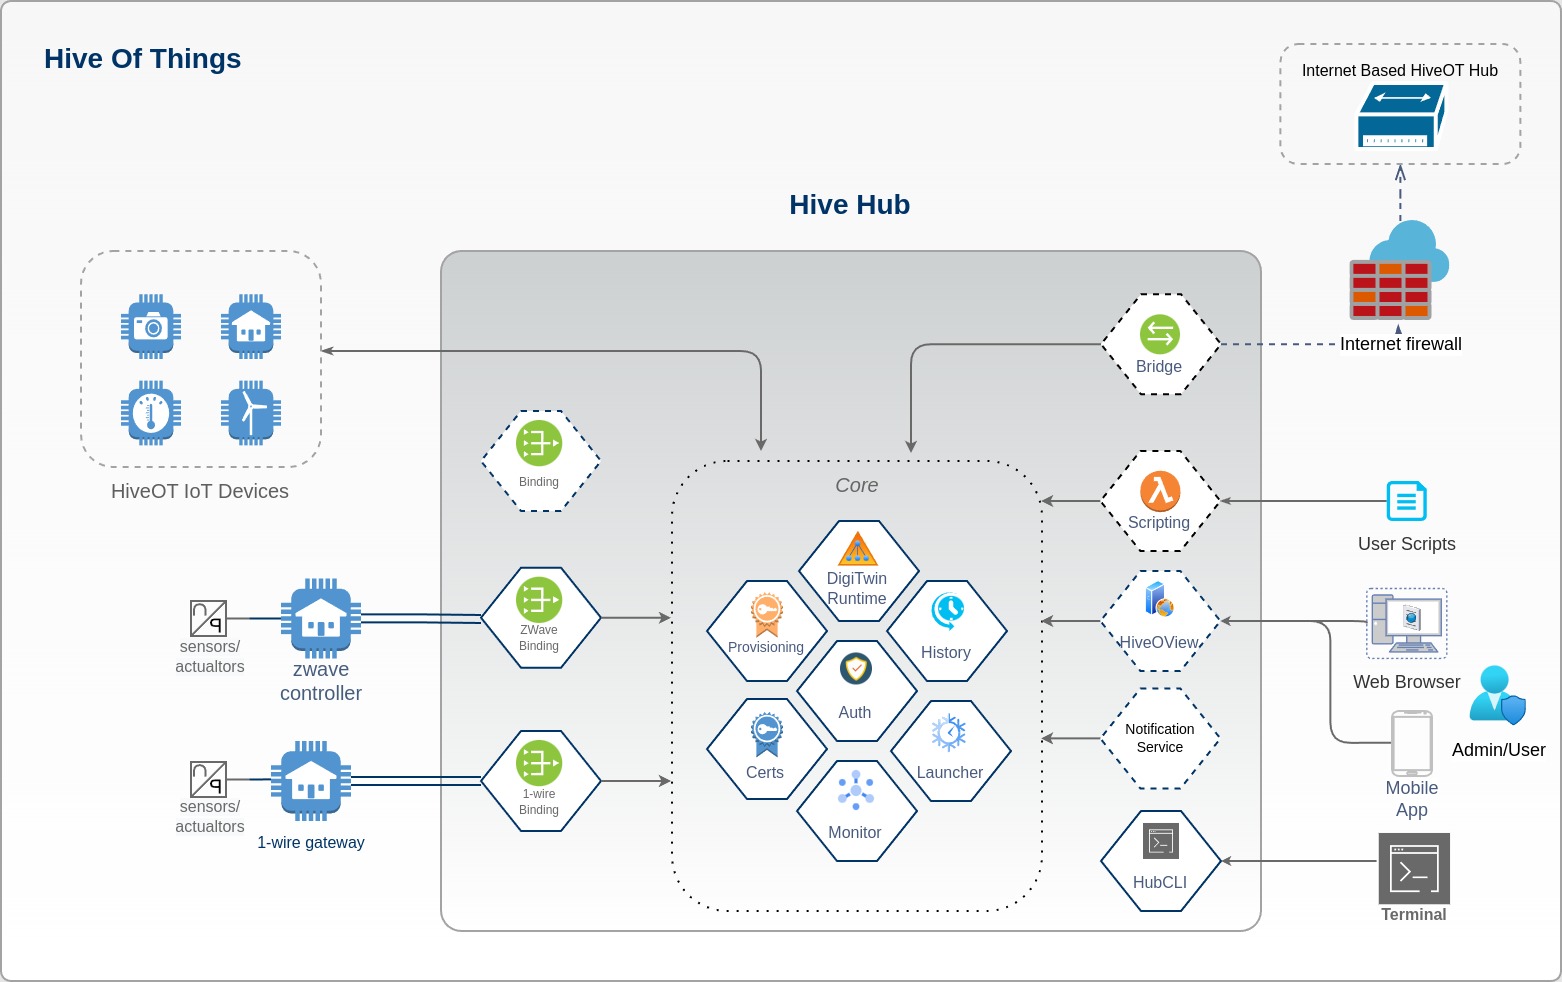 Hive Of Things
Internet Based HiveOT Hub
Hive Hub
Internet firewall
Bridge
HiveOT IoT Devices
Binding
Core
Scripting
User Scripts
DigiTwin
Runtime
Provisioning
History
ZWave
Binding
HiveOView
sensors/
actualtors
zwave
controller
Web Browser
Auth
Notification
Service
Admin/User
Certs
Launcher
Mobile
App
1-wire
Binding
sensors/
actualtors
1-wire gateway
Monitor
HubCLI
Terminal